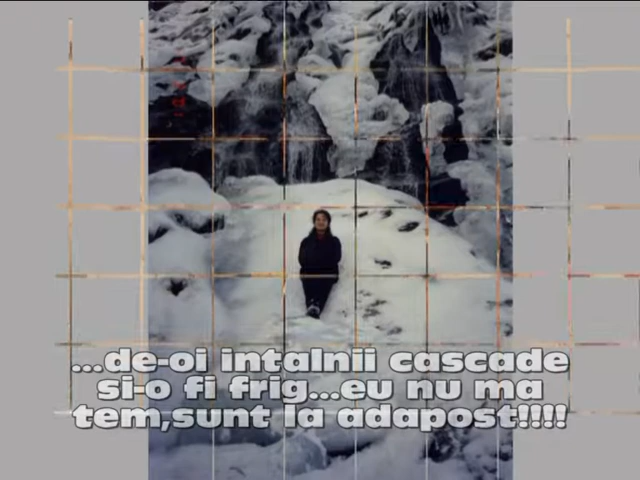 ...de-oi intalnii cascade
si-o fi frig...eu nu ma
tem,sunt la adapost!!!!